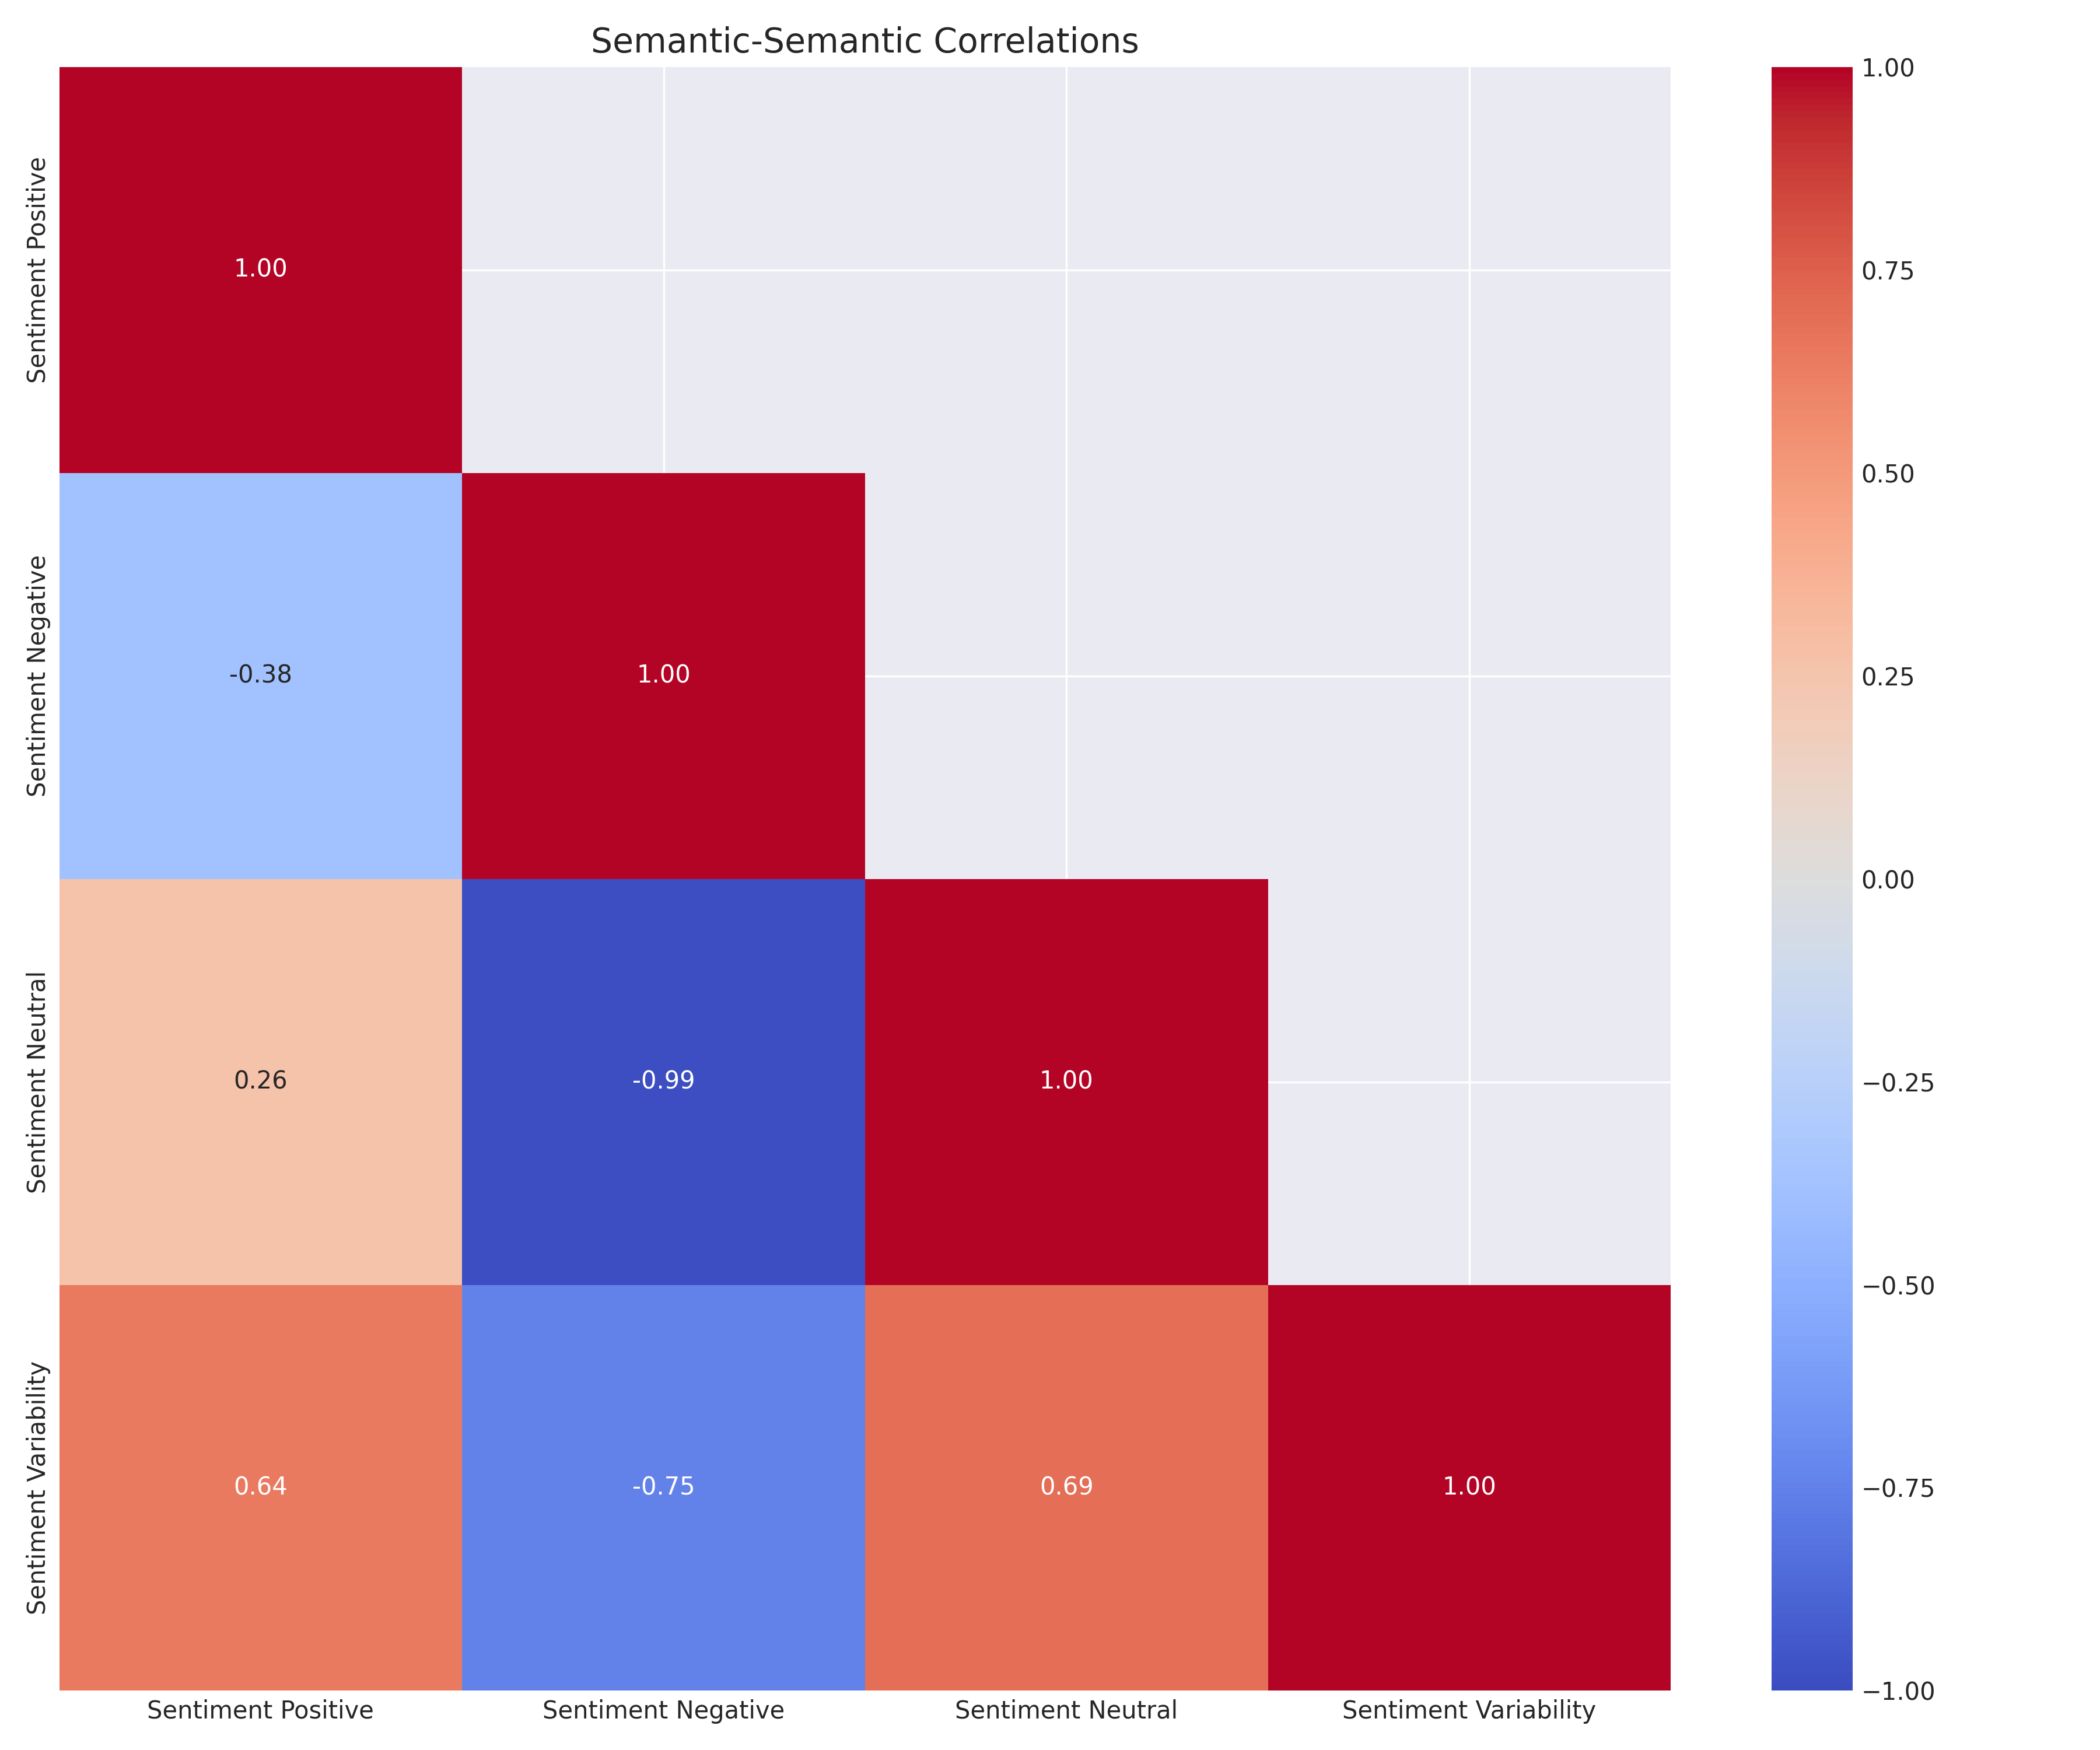 Semantic-Semantic Correlations
Sentiment Positive
1.00
Sentiment Negative
-0.38 1.00
Sentiment Neutral
0.26 -0.99 1.00
Sentiment Variability
0.64 -0.75 0.69 1.00
Sentiment Positive Sentiment Negative Sentiment Neutral Sentiment Variability
1.00
0.75
0.50
0.25
0.00
−0.25
−0.50
−0.75
−1.00